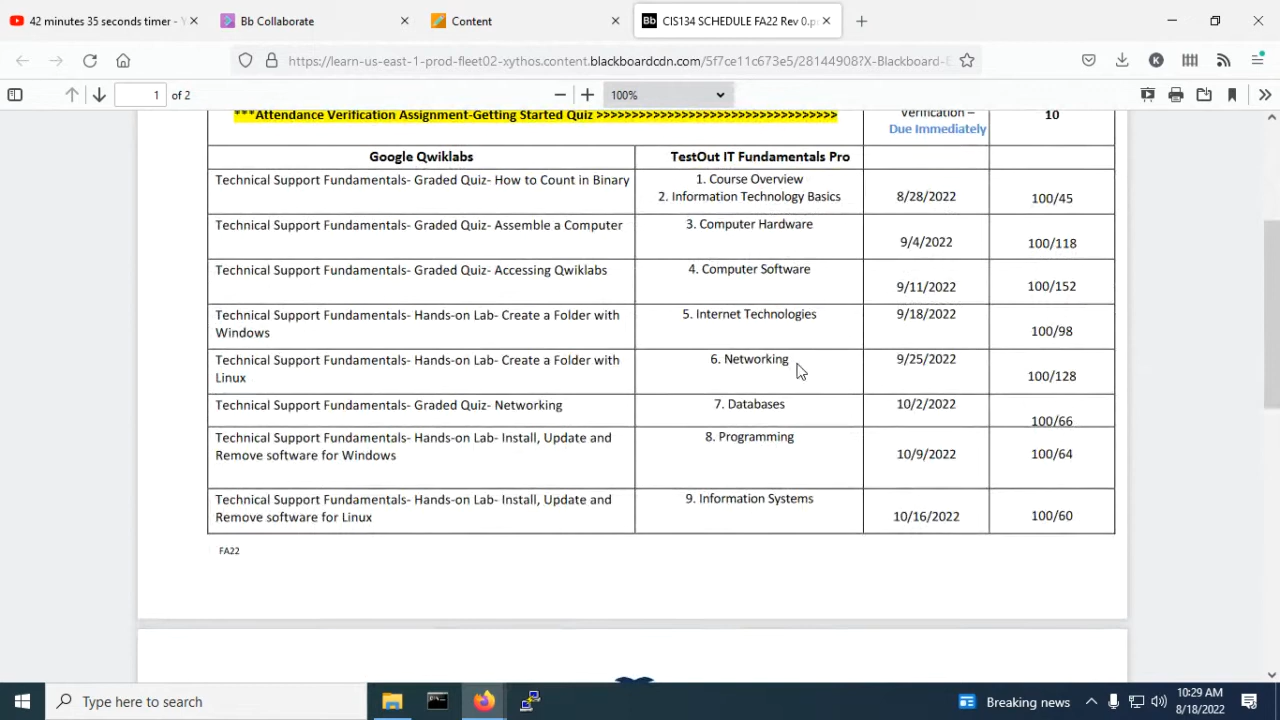 42 minutes 35 seconds timer -
Bb Collaborate
Content
Bb
CIS134 SCHEDULE FA22 Rev 0.p
https://learn-us-east-1-prod-fleet02-xythos.content.blackboardcdn.com/5f7ce11c673e5/28144908?X-Blackboard-
1
of 2
100%
***Attendance Verification Assignment-Getting Started Quiz >>>>>>>>>>>>>>>>>>>>>>>>>>>>>>>>
Verification –
Due Immediately
10
Google Qwiklabs
TestOut IT Fundamentals Pro
Technical Support Fundamentals- Graded Quiz- How to Count in Binary
1. Course Overview
2. Information Technology Basics
8/28/2022
100/45
Technical Support Fundamentals- Graded Quiz- Assemble a Computer
3. Computer Hardware
9/4/2022
100/118
Technical Support Fundamentals- Graded Quiz- Accessing Qwiklabs
4. Computer Software
9/11/2022
100/152
Technical Support Fundamentals- Hands-on Lab- Create a Folder with
Windows
5. Internet Technologies
9/18/2022
100/98
Technical Support Fundamentals- Hands-on Lab- Create a Folder with
Linux
6. Networking
9/25/2022
100/128
Technical Support Fundamentals- Graded Quiz- Networking
7. Databases
10/2/2022
100/66
Technical Support Fundamentals- Hands-on Lab- Install, Update and
Remove software for Windows
8. Programming
10/9/2022
100/64
Technical Support Fundamentals- Hands-on Lab- Install, Update and
Remove software for Linux
9. Information Systems
10/16/2022
100/60
FA22
Type here to search
Breaking news
10:29 AM
8/18/2022